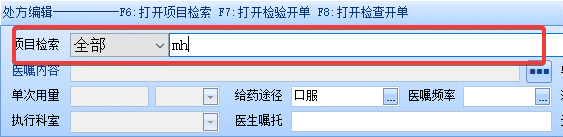 处方编辑————————F6:打开项目检索 F7:打开检验开单 F8:打开检查开单
项目检索 全部 mh
医嘱内容
单次用量 给药途径 口服 ... 医嘱频率 ...
执行科室 医生嘱托